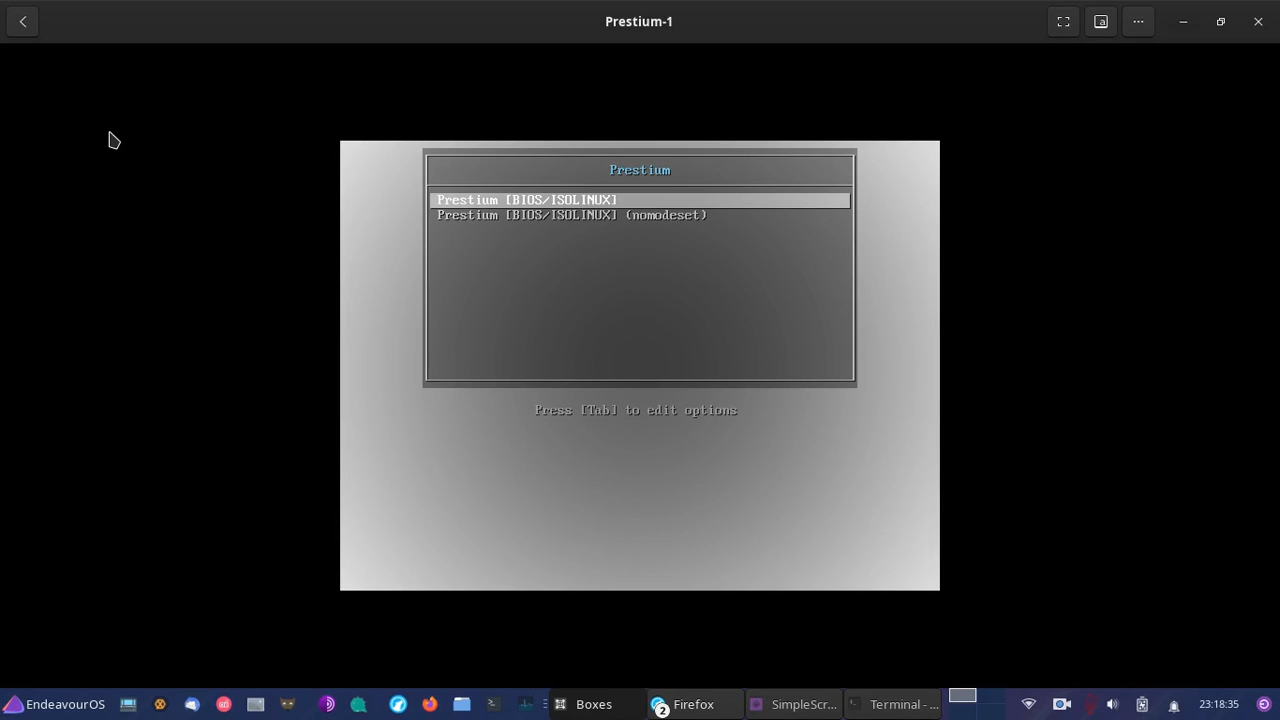 Prestium-1
Prestium
Prestium [BIOS/ISOLINUX]
Prestium [BIOS/ISOLINUX] (nomodeset)
Press [Tab] to edit options
EndeavourOS
Boxes
2
Firefox
SimpleScr...
Terminal - ...
23:18:35